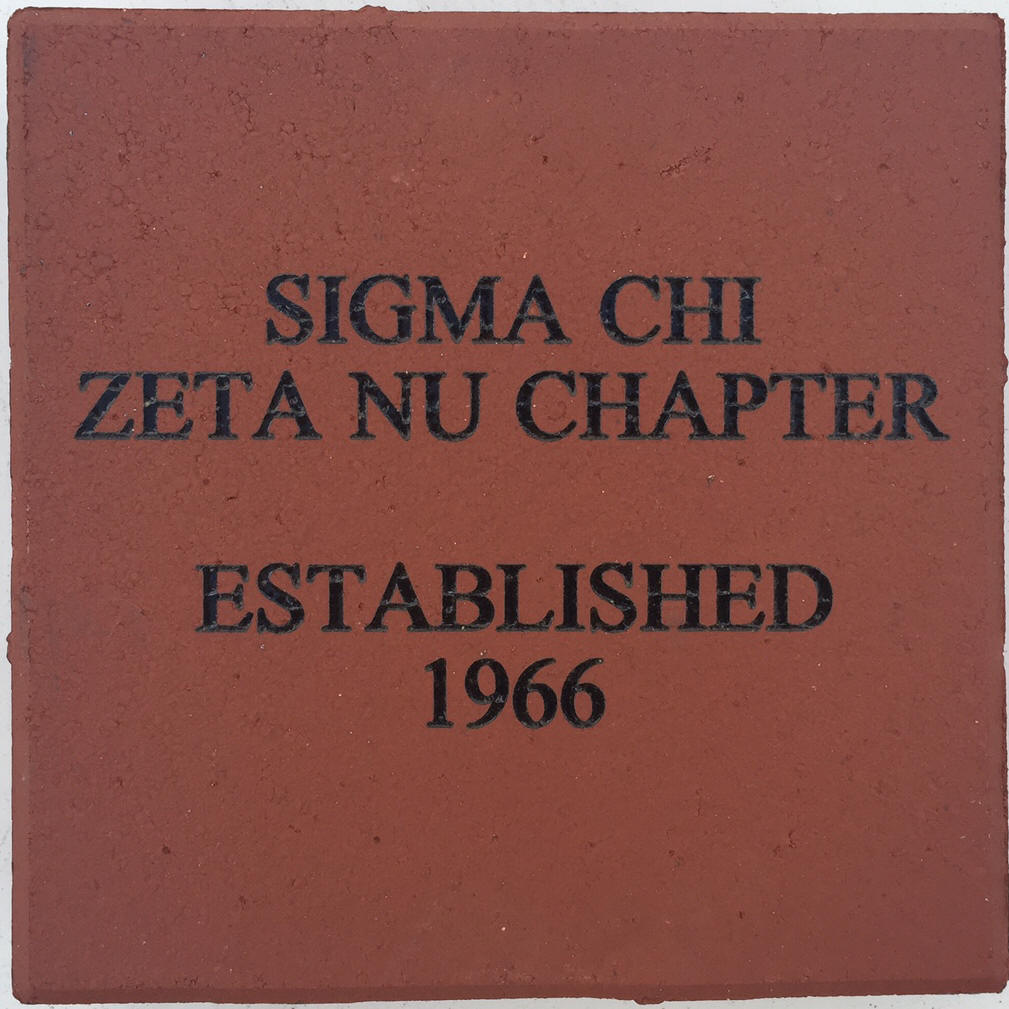 SIGMA CHI
ZETA NU CHAPTER
ESTABLISHED
1966